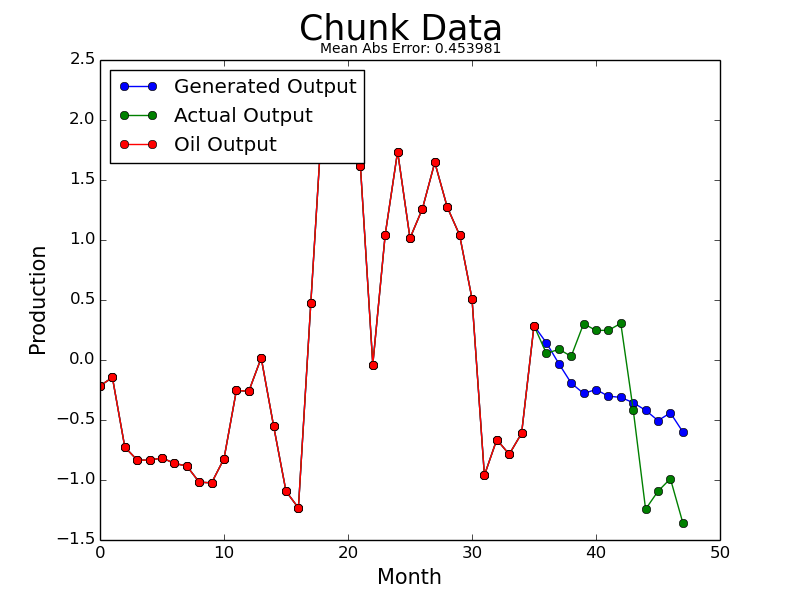 Chunk Data
Mean Abs Error: 0.453981
Generated Output
Actual Output
Oil Output
2.5
2.0
1.5
1.0
0.5
0.0
−0.5
−1.0
−1.5
Production
0 10 20 30 40 50
Month